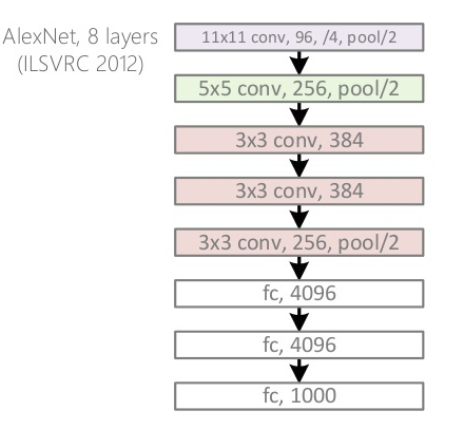 AlexNet, 8 layers
(ILSVRC 2012)
11x11 conv, 96, /4, pool/2
5x5 conv, 256, pool/2
3x3 conv, 384
3x3 conv, 384
3x3 conv, 256, pool/2
fc, 4096
fc, 4096
fc, 1000